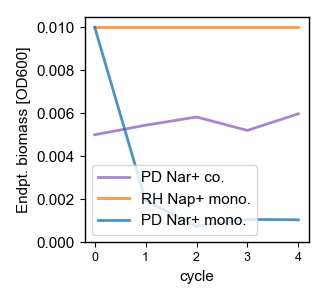 Endpt. biomass [OD600]
0.010
0.008
0.006
0.004
0.002
0.000
PD Nar+ co.
RH Nap+ mono.
PD Nar+ mono.
0 1 2 3 4
cycle